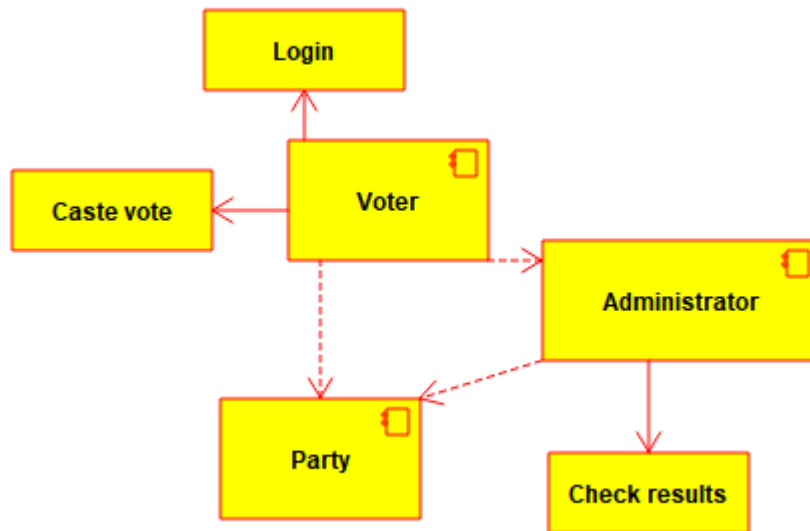 Login
Voter
Caste vote
Administrator
Party
Check results